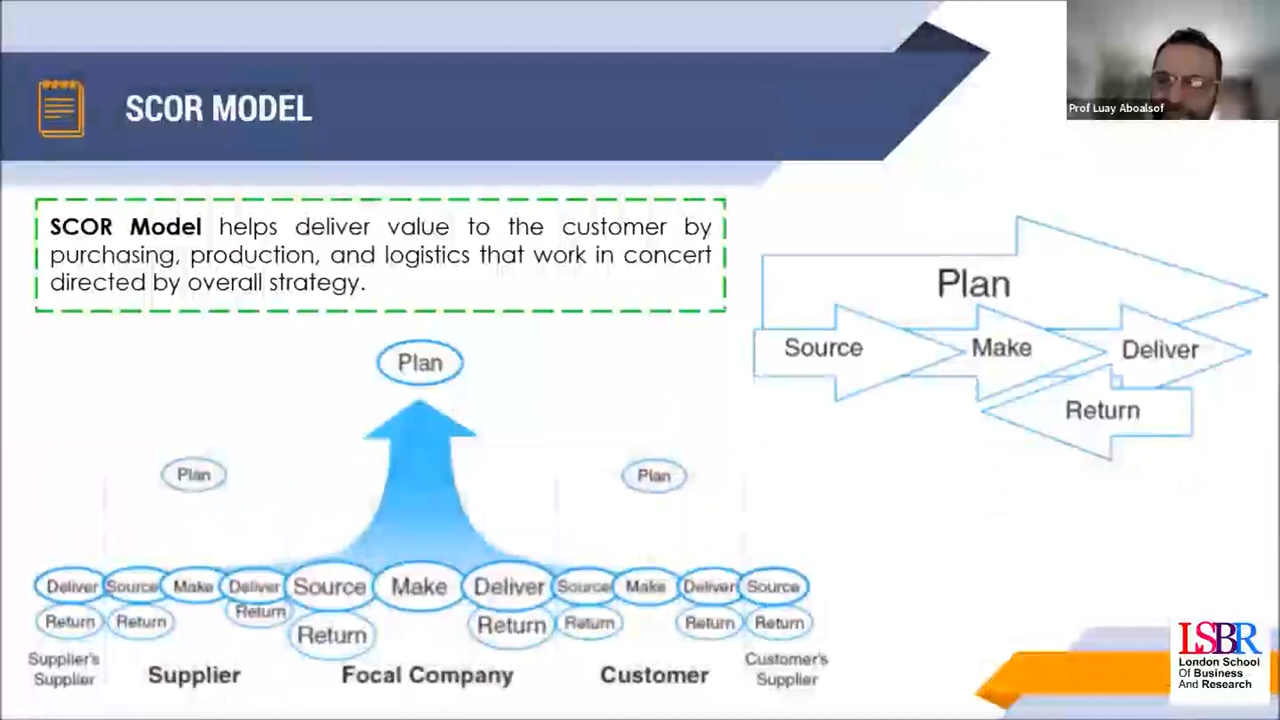 SCOR MODEL
Prof Luay Aboalsof
SCOR Model helps deliver value to the customer by
purchasing, production, and logistics that work in concert
directed by overall strategy.
Plan
Source Make Deliver
Return
Plan
Plan Plan
Deliver Source Make Deliver Source Make Deliver Source Make Deliver Source
Return Return Return Return Return Return Return Return
Supplier's
Supplier
Supplier
Focal Company
Customer
Customer's
Supplier
LSBR
London School
Of Business
And Research